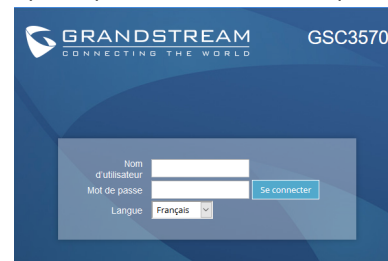 GRANDSTREAM
CONNECTING THE WORLD
GSC3570
Nom
d'utilisateur
Mot de passe
Se connecter
Langue
Français